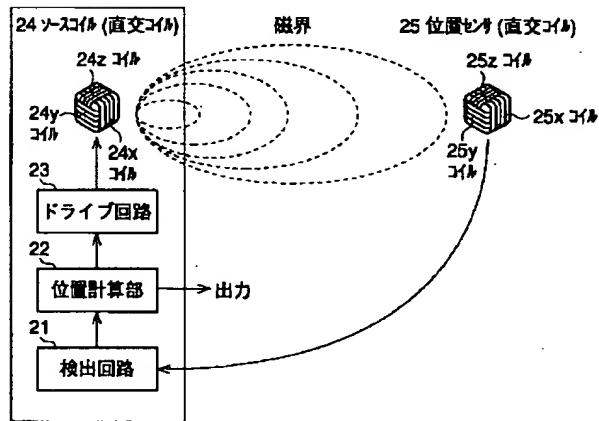 24 ソースコイル (直交コイル)
磁界
25 位置センサ (直交コイル)
24z コイル
24y
コイル
24x
コイル
25z コイル
25x コイル
25y
コイル
23
ドライブ回路
22
位置計算部
出力
21
検出回路